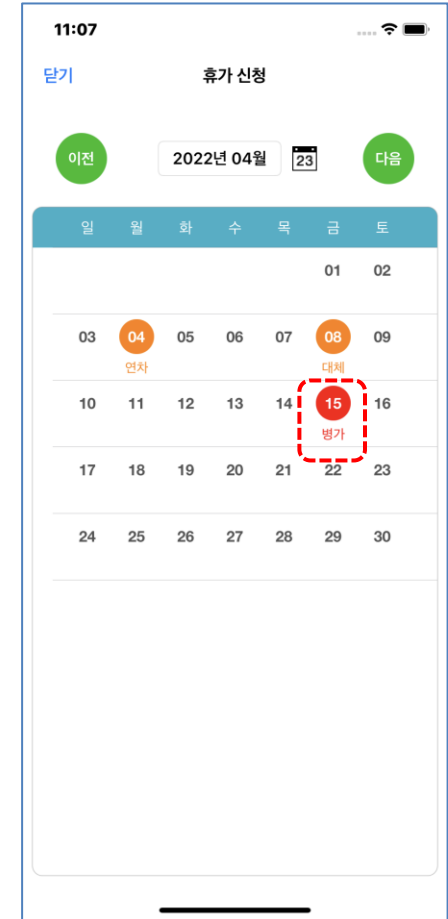 11:07
닫기 휴가 신청
이전 2022년 04월 23 다음
일 월 화 수 목 금 토
01 02
03 04 05 06 07 08 09
연차 대체
10 11 12 13 14 15 16
병가
17 18 19 20 21 22 23
24 25 26 27 28 29 30